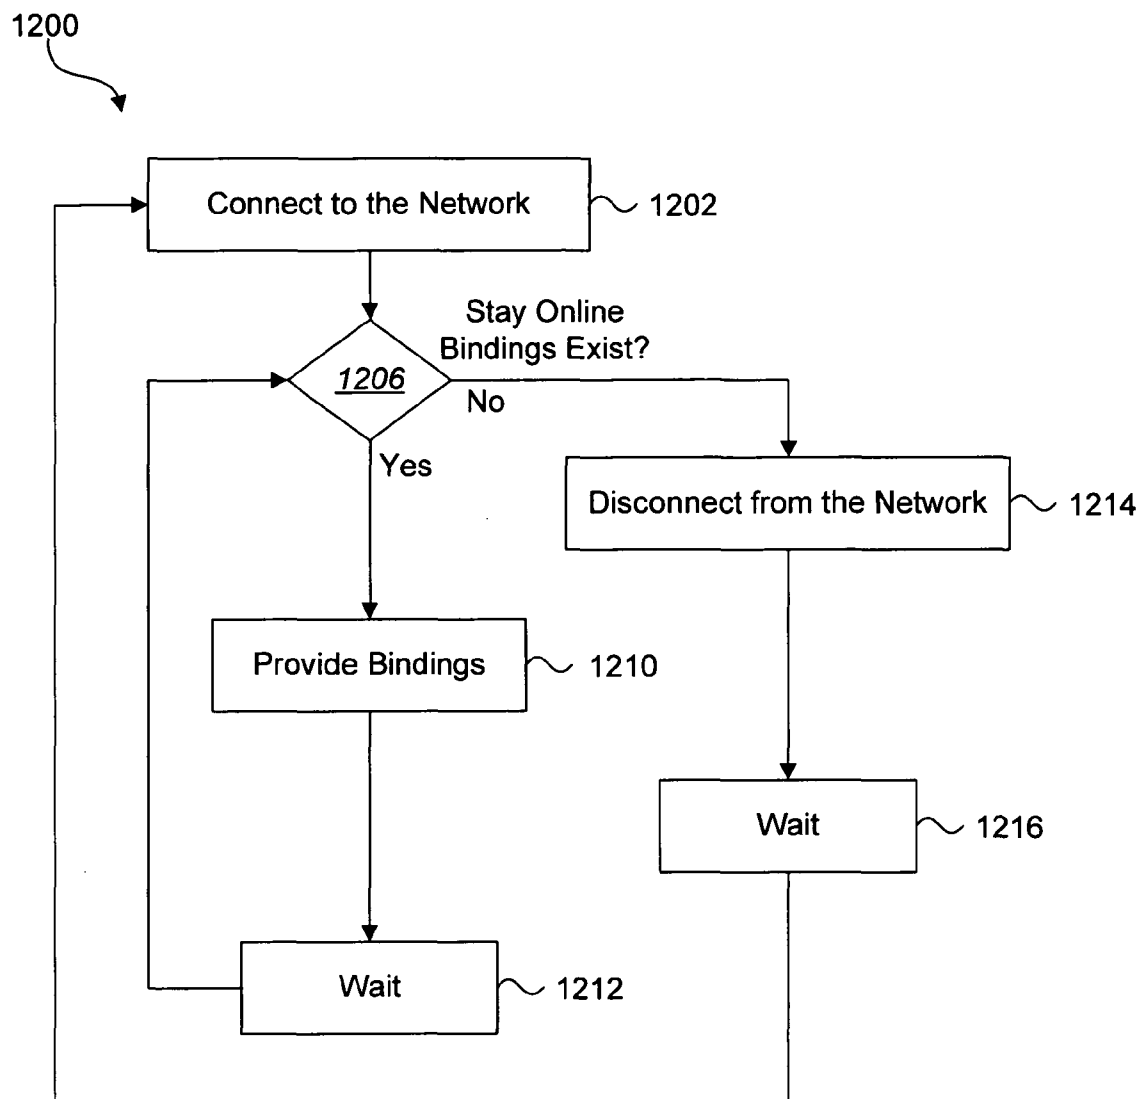 1200
Connect to the Network
1202
Stay Online
Bindings Exist?
1206
No
Yes
Disconnect from the Network
1214
Provide Bindings
1210
Wait
1216
Wait
1212